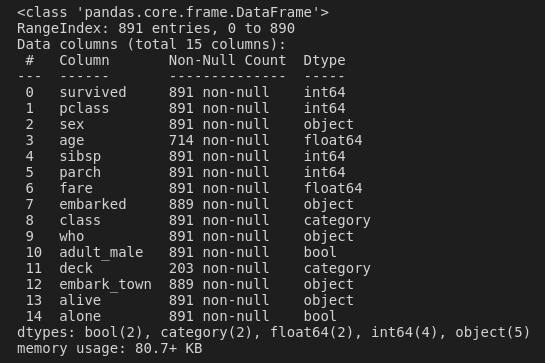 <class 'pandas.core.frame.DataFrame'>
RangeIndex: 891 entries, 0 to 890
Data columns (total 15 columns):
 #   Column       Non-Null Count  Dtype
---  ------       --------------  -----
 0   survived     891 non-null    int64
 1   pclass       891 non-null    int64
 2   sex          891 non-null    object
 3   age          714 non-null    float64
 4   sibsp        891 non-null    int64
 5   parch        891 non-null    int64
 6   fare         891 non-null    float64
 7   embarked     889 non-null    object
 8   class        891 non-null    category
 9   who          891 non-null    object
 10  adult_male   891 non-null    bool
 11  deck         203 non-null    category
 12  embark_town  889 non-null    object
 13  alive        891 non-null    object
 14  alone        891 non-null    bool
dtypes: bool(2), category(2), float64(2), int64(4), object(5)
memory usage: 80.7+ KB